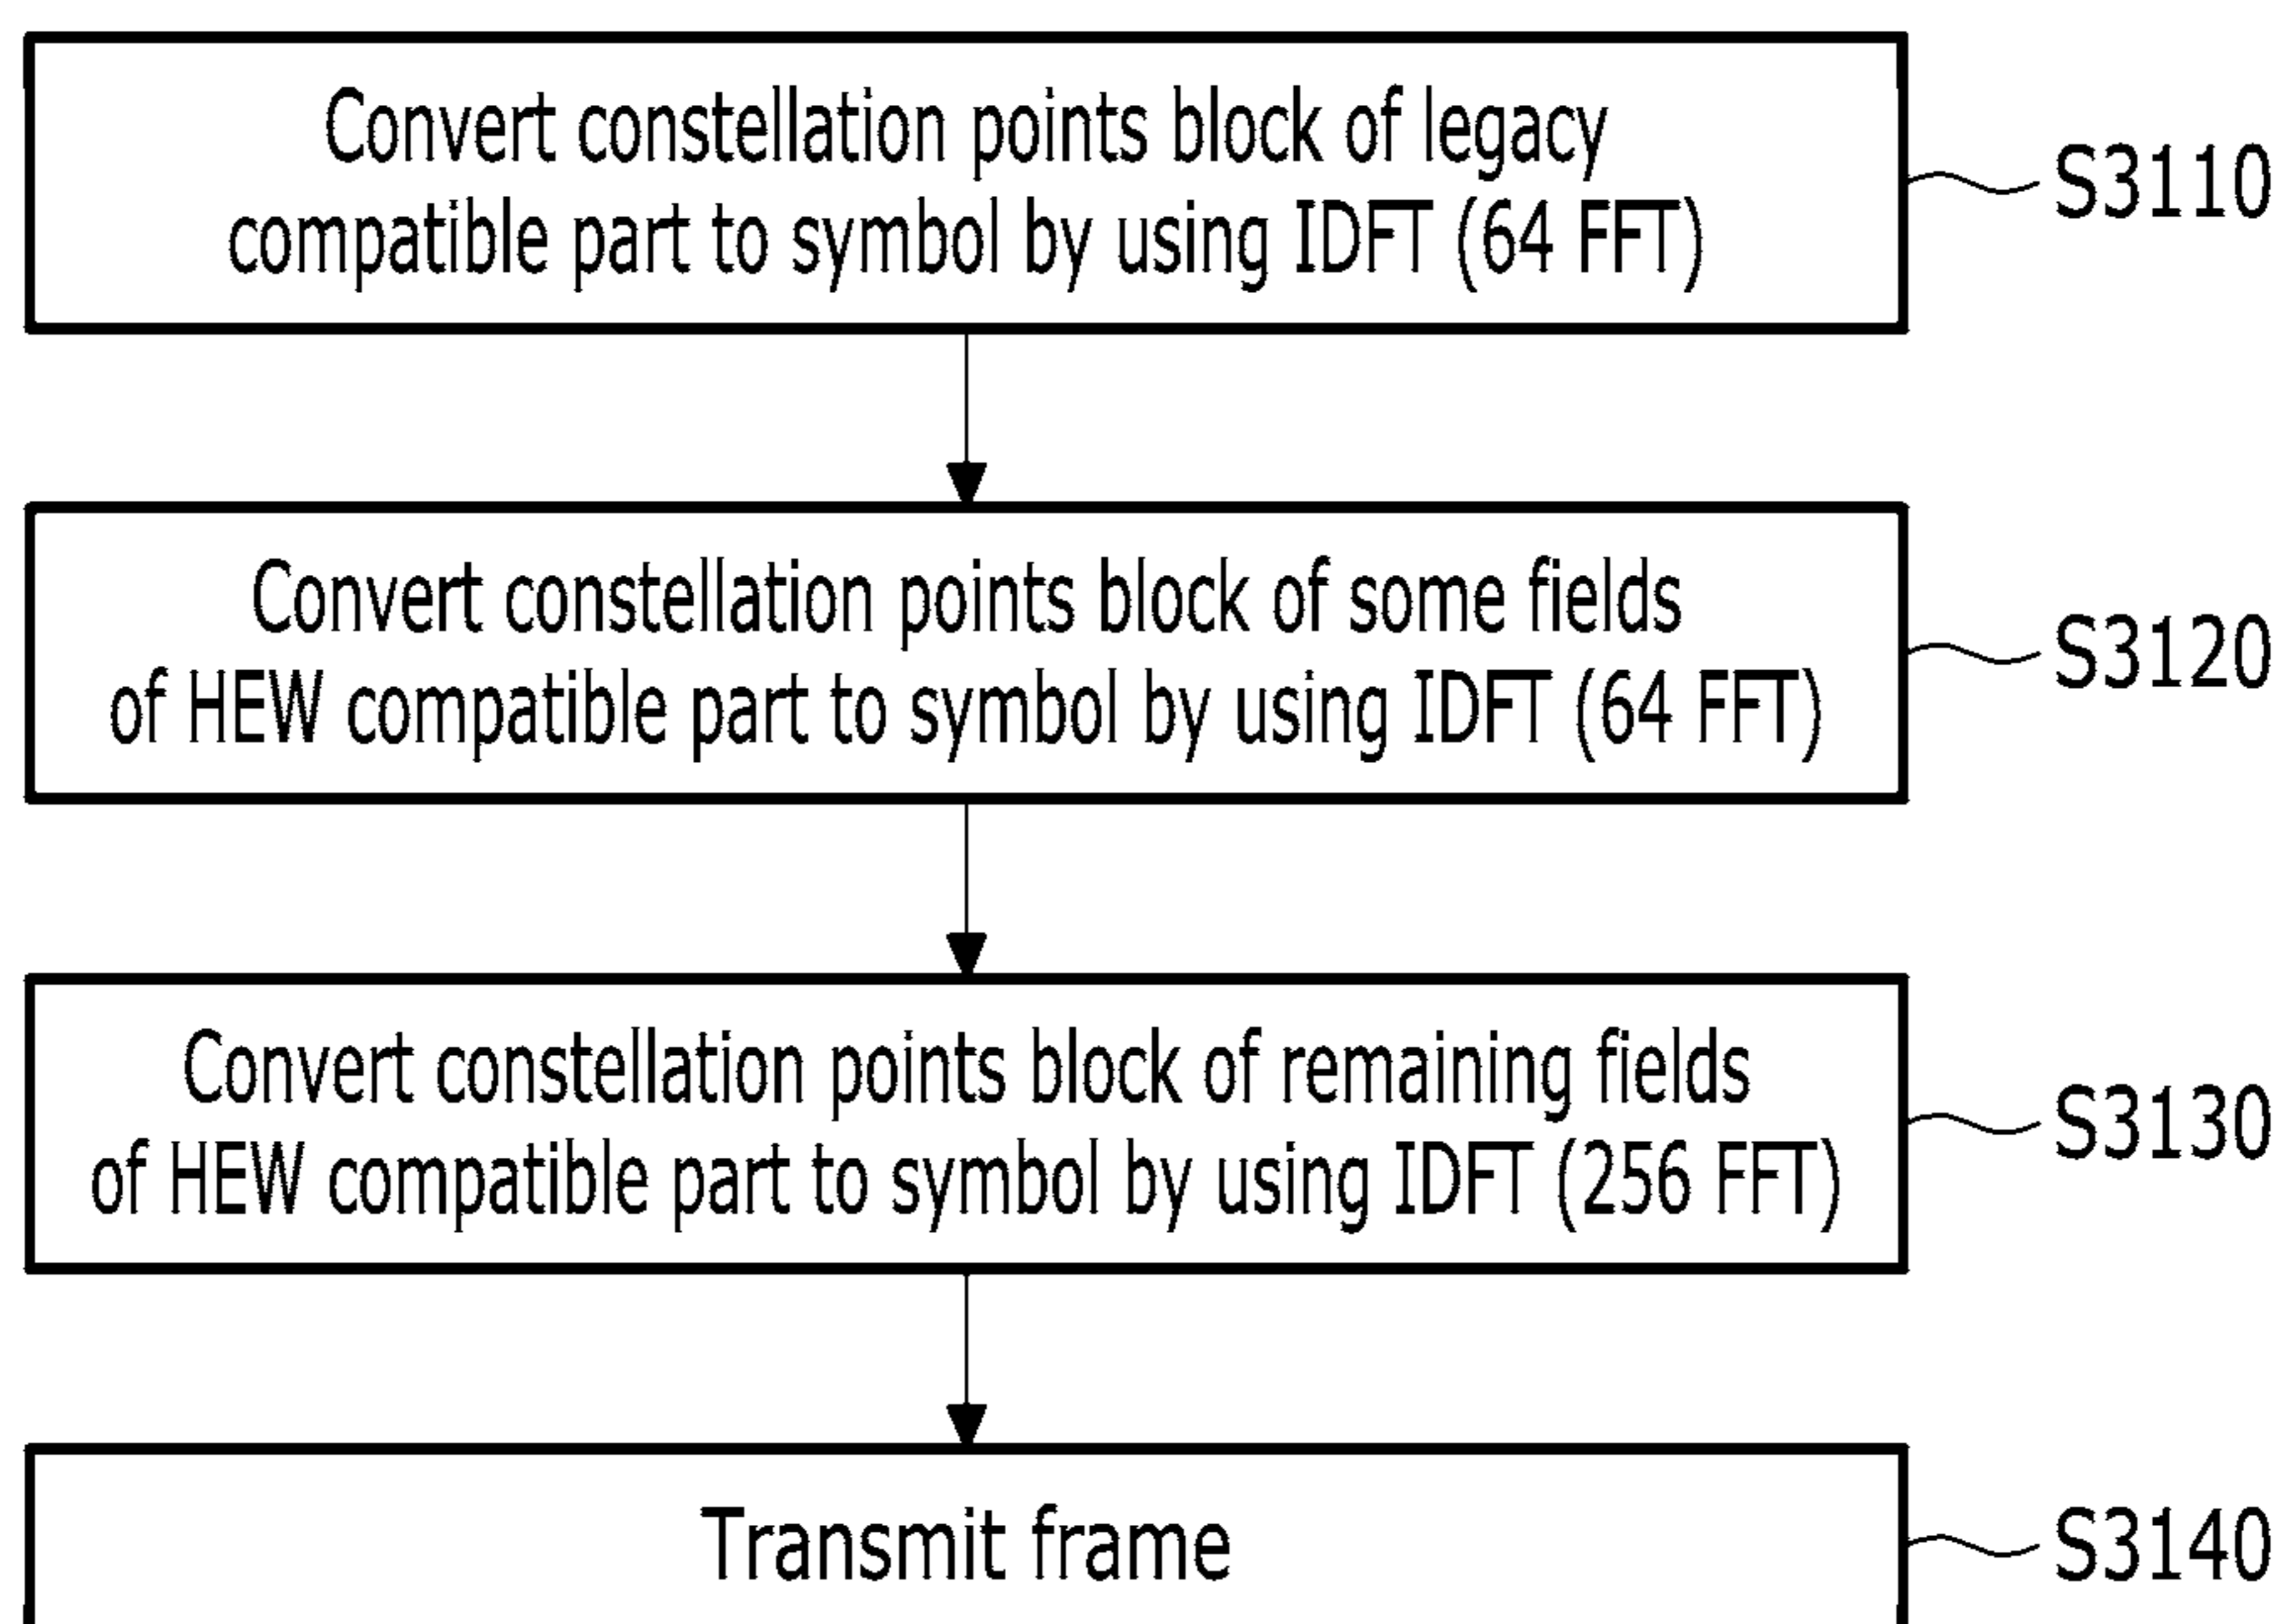 Convert constellation points block of legacy
compatible part to symbol by using IDFT (64 FFT)
S3110
Convert constellation points block of some fields
of HEW compatible part to symbol by using IDFT (64 FFT)
S3120
Convert constellation points block of remaining fields
of HEW compatible part to symbol by using IDFT (256 FFT)
S3130
Transmit frame
S3140